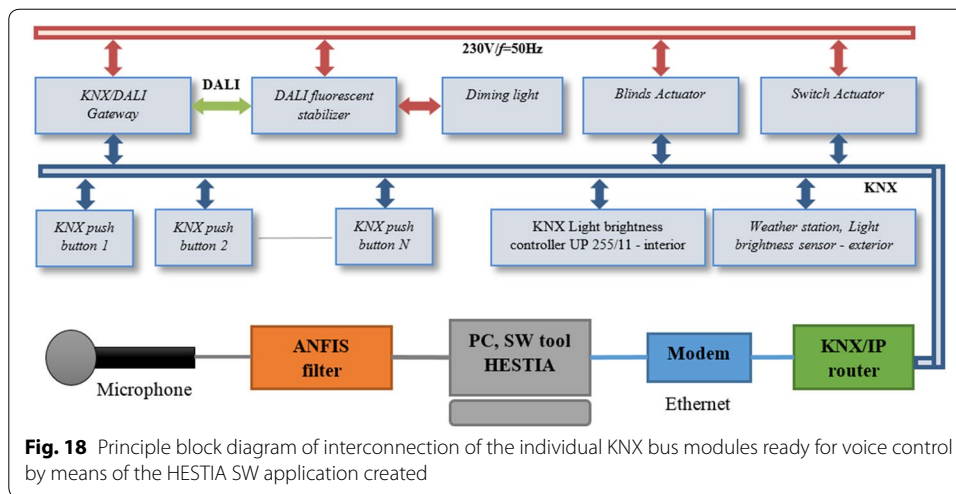 230V/f=50Hz
KNX/DALI
Gateway
DALI
DALI fluorescent
stabilizer
Diming light
Blinds Actuator
Switch Actuator
KNX
KNX push
button 1
KNX push
button 2
KNX push
button N
KNX Light brightness
controller UP 255/11 - interior
Weather station, Light
brightness sensor - exterior
Microphone
ANFIS
filter
PC, SW tool
HESTIA
Modem
Ethernet
KNX/IP
router
Fig. 18 Principle block diagram of interconnection of the individual KNX bus modules ready for voice control
by means of the HESTIA SW application created